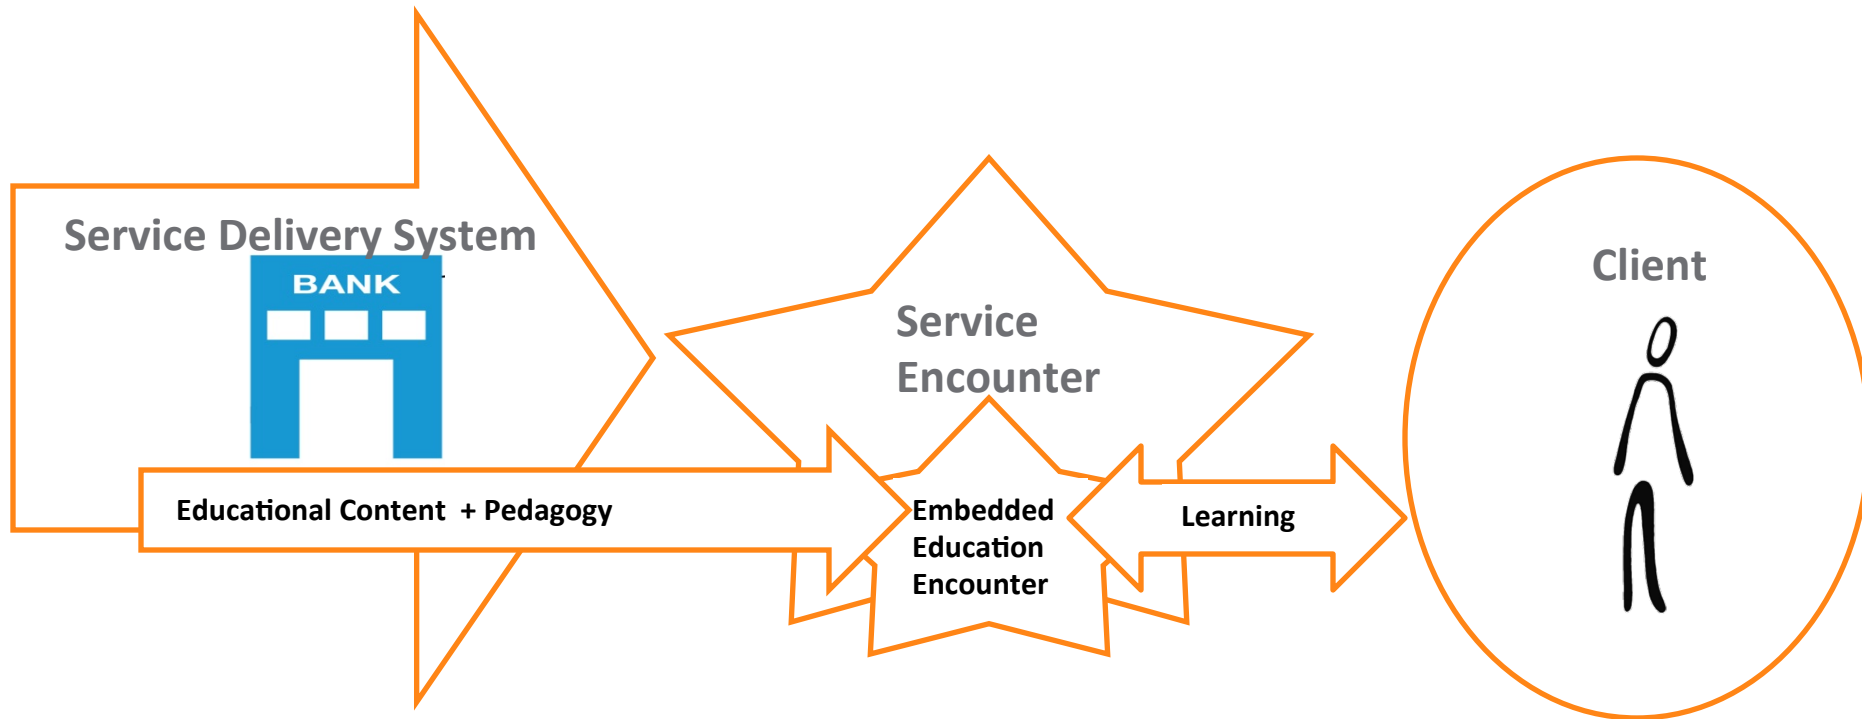 Service Delivery System
BANK
Service
Encounter
Client
Educational Content + Pedagogy
Embedded
Education
Encounter
Learning